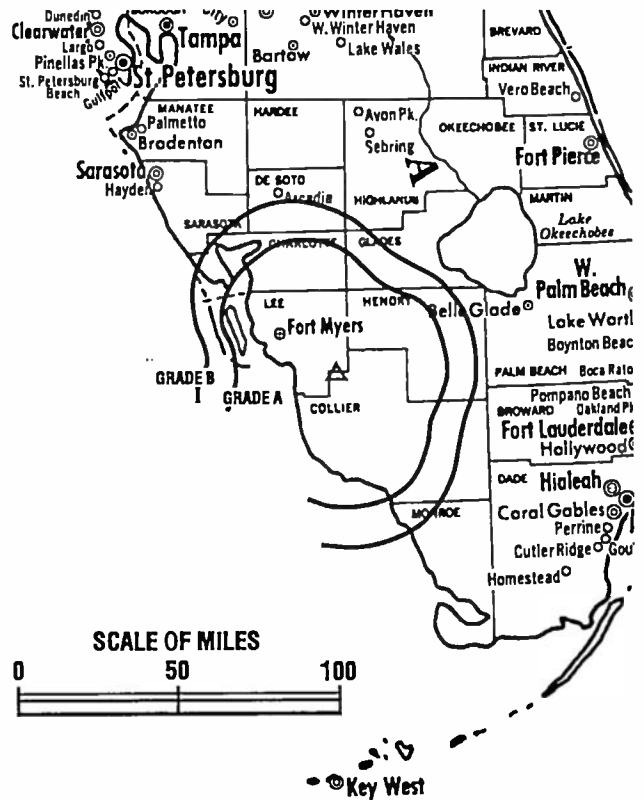 Dunedin
Clearwater
Largo
Pinellas Pk.
St. Petersburg
Beach
Gulfport
Tampa
St. Petersburg
Winter Haven
W. Winter Haven
Bartow
Lake Wales
BREVARD
INDIAN RIVER
Vero Beach
MANATEE
HARDEE
Palmetto
Bradenton
Avon Pk.
Sebring
OKEECHOBEE
ST. LUCIE
Fort Pierce
A
Sarasota
Hayden
DE SOTO
Arcadia
HIGHLANDS
MARTIN
Lake
Okeechobee
SARASOTA
CHARLOTTE
GLADES
W.
Palm Beach
LEE
HENDRY
Belle Glade
Fort Myers
Lake Wort
Boynton Beac
GRADE B
I
GRADE A
COLLIER
PALM BEACH
Boca Rato
Pompano Beach
BROWARD
Oakland Pk
Fort Lauderdale
Hollywood
DADE
Hialeah
Coral Gables
MONROE
Perrine
Cutler Ridge
Gou
Homestead
SCALE OF MILES
0 50 100
Key West